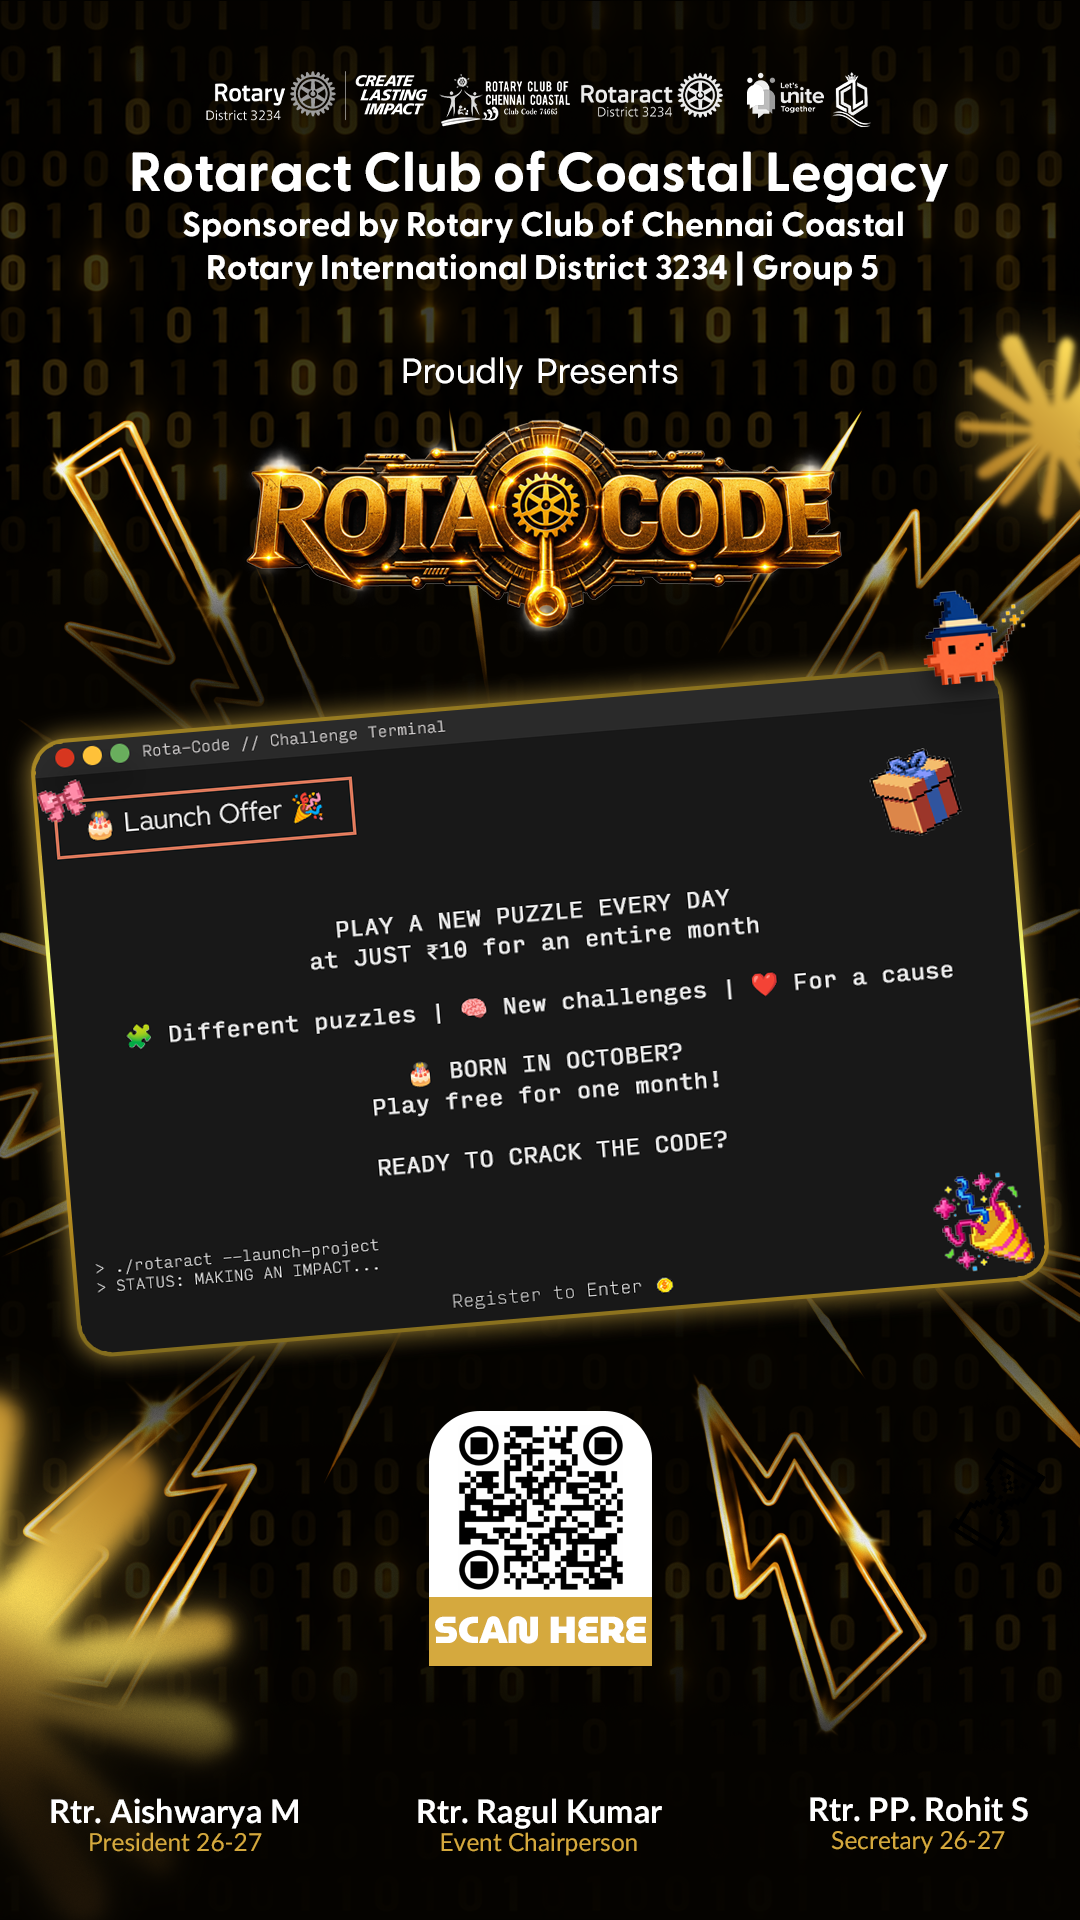 Rotary
District 3234
CREATE
LASTING
IMPACT
ROTARY CLUB OF
CHENNAI COASTAL
Club Code 74665
Rotaract
District 3234
Let's
unite
Together
Rotaract Club of Coastal Legacy
Sponsored by Rotary Club of Chennai Coastal
Rotary International District 3234 | Group 5
Proudly Presents
ROTA CODE
Rota-Code // Challenge Terminal
🎂 Launch Offer 🎉
PLAY A NEW PUZZLE EVERY DAY
at JUST ₹10 for an entire month
🧩 Different puzzles | 🧠 New challenges | ❤️ For a cause
🎂 BORN IN OCTOBER?
Play free for one month!
READY TO CRACK THE CODE?
> ./rotaract --launch-project
> STATUS: MAKING AN IMPACT...
Register to Enter
SCAN HERE
Rtr. Aishwarya M
President 26-27
Rtr. Ragul Kumar
Event Chairperson
Rtr. PP. Rohit S
Secretary 26-27